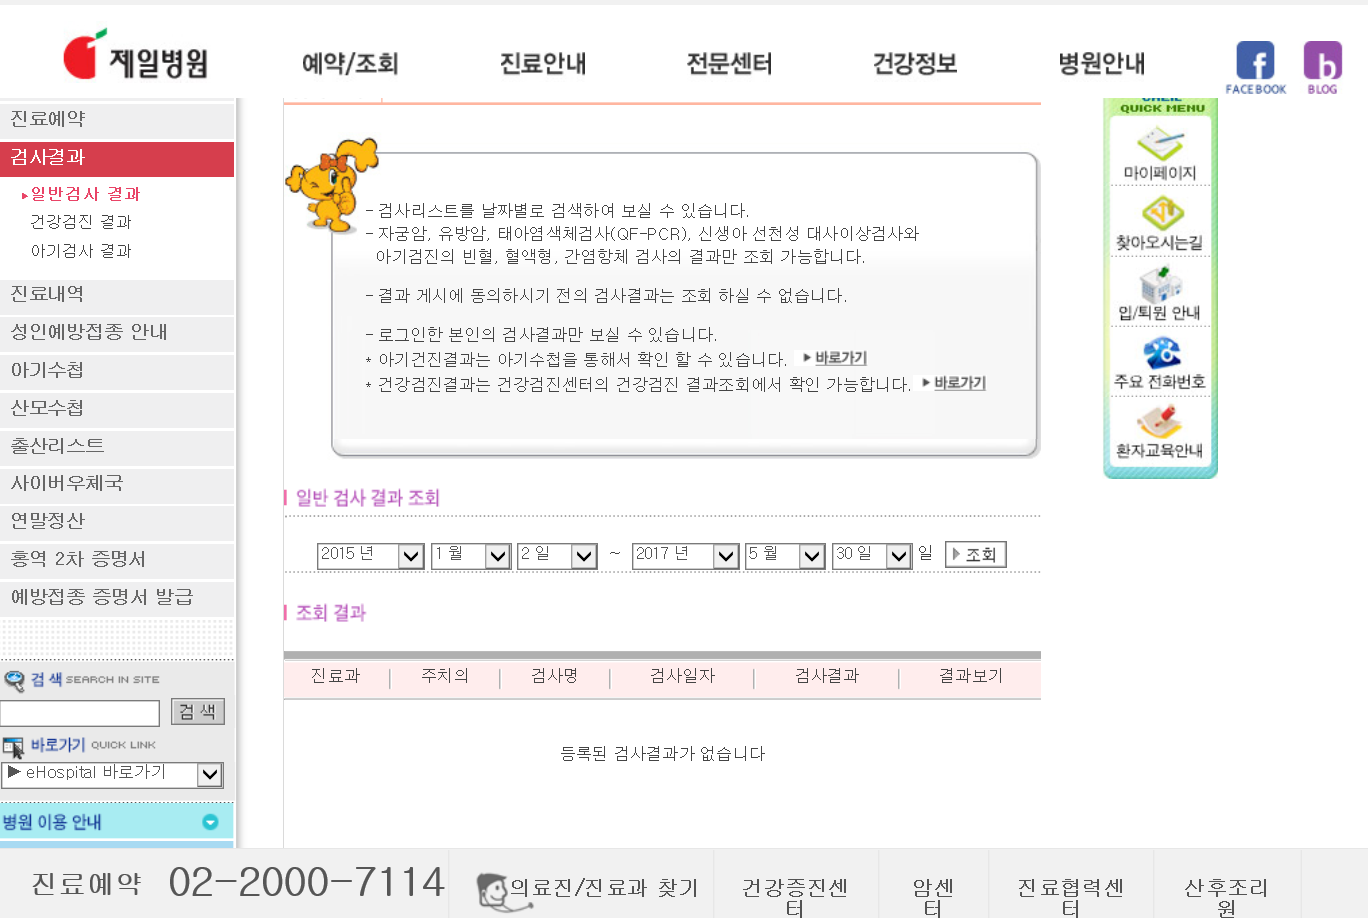 제일병원
예약/조회
진료안내
전문센터
건강정보
병원안내
FACEBOOK
BLOG
진료예약
검사결과
일반검사 결과
건강검진 결과
아기검사 결과
진료내역
성인예방접종 안내
아기수첩
산모수첩
출산리스트
사이버우체국
연말정산
홍역 2차 증명서
예방접종 증명서 발급
검색 SEARCH IN SITE
검 색
바로가기 QUICK LINK
▶ eHospital 바로가기
병원 이용 안내
- 검사리스트를 날짜별로 검색하여 보실 수 있습니다.
- 자궁암, 유방암, 태아염색체검사(QF-PCR), 신생아 선천성 대사이상검사와
아기검진의 빈혈, 혈액형, 간염항체 검사의 결과만 조회 가능합니다.
- 결과 게시에 동의하시기 전의 검사결과는 조회 하실 수 없습니다.
- 로그인한 본인의 검사결과만 보실 수 있습니다.
* 아기건진결과는 아기수첩을 통해서 확인 할 수 있습니다. ▶ 바로가기
* 건강검진결과는 건강검진센터의 건강검진 결과조회에서 확인 가능합니다. ▶ 바로가기
일반 검사 결과 조회
2015 년 1 월 2 일 ~ 2017 년 5 월 30 일 일 조회
조회 결과
진료과 주치의 검사명 검사일자 검사결과 결과보기
등록된 검사결과가 없습니다
QUICK MENU
마이페이지
찾아오시는길
입/퇴원 안내
주요 전화번호
환자교육안내
진료예약 02-2000-7114
의료진/진료과 찾기
건강증진센
터
암센
터
진료협력센
터
산후조리
원